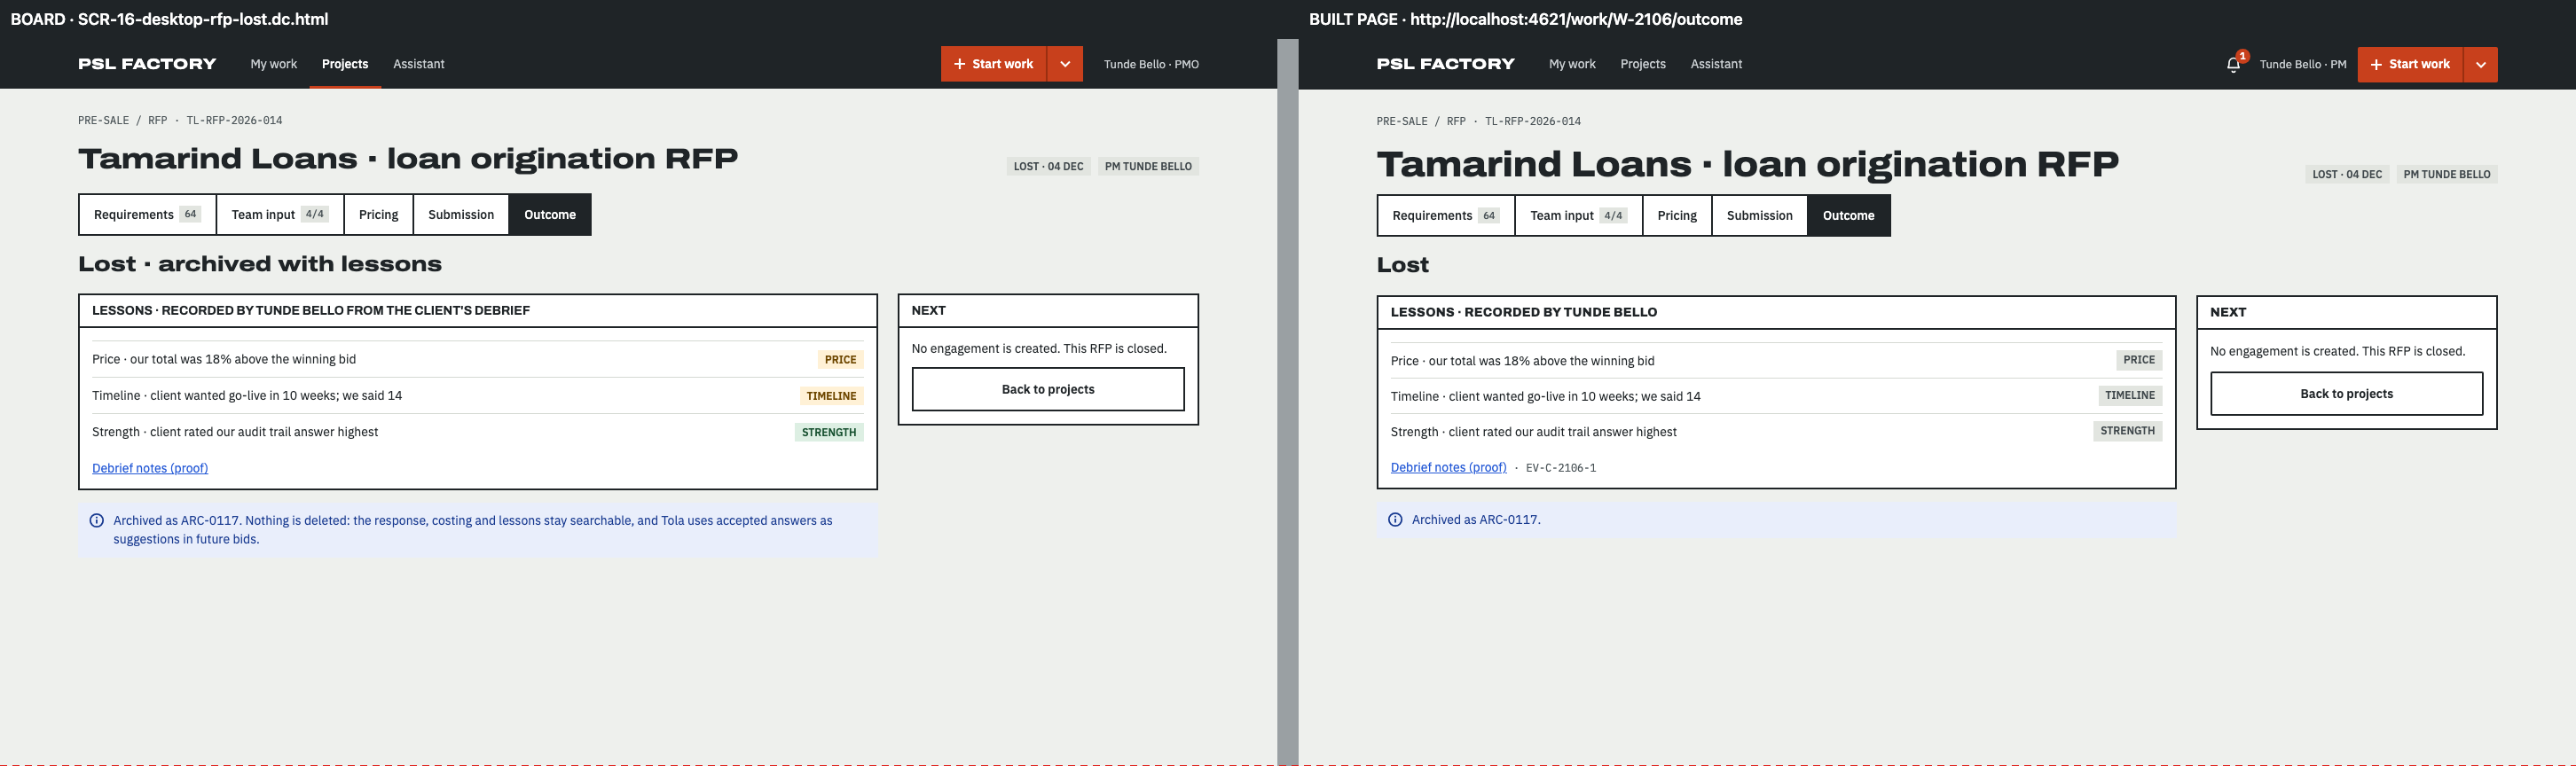 BOARD · SCR-16-desktop-rfp-lost.dc.html
PSL FACTORY
My work
Projects
Assistant
+ Start work
Tunde Bello · PMO
PRE-SALE / RFP · TL-RFP-2026-014
Tamarind Loans · loan origination RFP
LOST · 04 DEC
PM TUNDE BELLO
Requirements 64
Team input 4/4
Pricing
Submission
Outcome
Lost · archived with lessons
LESSONS · RECORDED BY TUNDE BELLO FROM THE CLIENT'S DEBRIEF
Price · our total was 18% above the winning bid
PRICE
Timeline · client wanted go-live in 10 weeks; we said 14
TIMELINE
Strength · client rated our audit trail answer highest
STRENGTH
Debrief notes (proof)
NEXT
No engagement is created. This RFP is closed.
Back to projects
Archived as ARC-0117. Nothing is deleted: the response, costing and lessons stay searchable, and Tola uses accepted answers as
suggestions in future bids.
BUILT PAGE · http://localhost:4621/work/W-2106/outcome
PSL FACTORY
My work
Projects
Assistant
1
Tunde Bello · PM
+ Start work
PRE-SALE / RFP · TL-RFP-2026-014
Tamarind Loans · loan origination RFP
LOST · 04 DEC
PM TUNDE BELLO
Requirements 64
Team input 4/4
Pricing
Submission
Outcome
Lost
LESSONS · RECORDED BY TUNDE BELLO
Price · our total was 18% above the winning bid
PRICE
Timeline · client wanted go-live in 10 weeks; we said 14
TIMELINE
Strength · client rated our audit trail answer highest
STRENGTH
Debrief notes (proof) · EV-C-2106-1
NEXT
No engagement is created. This RFP is closed.
Back to projects
Archived as ARC-0117.